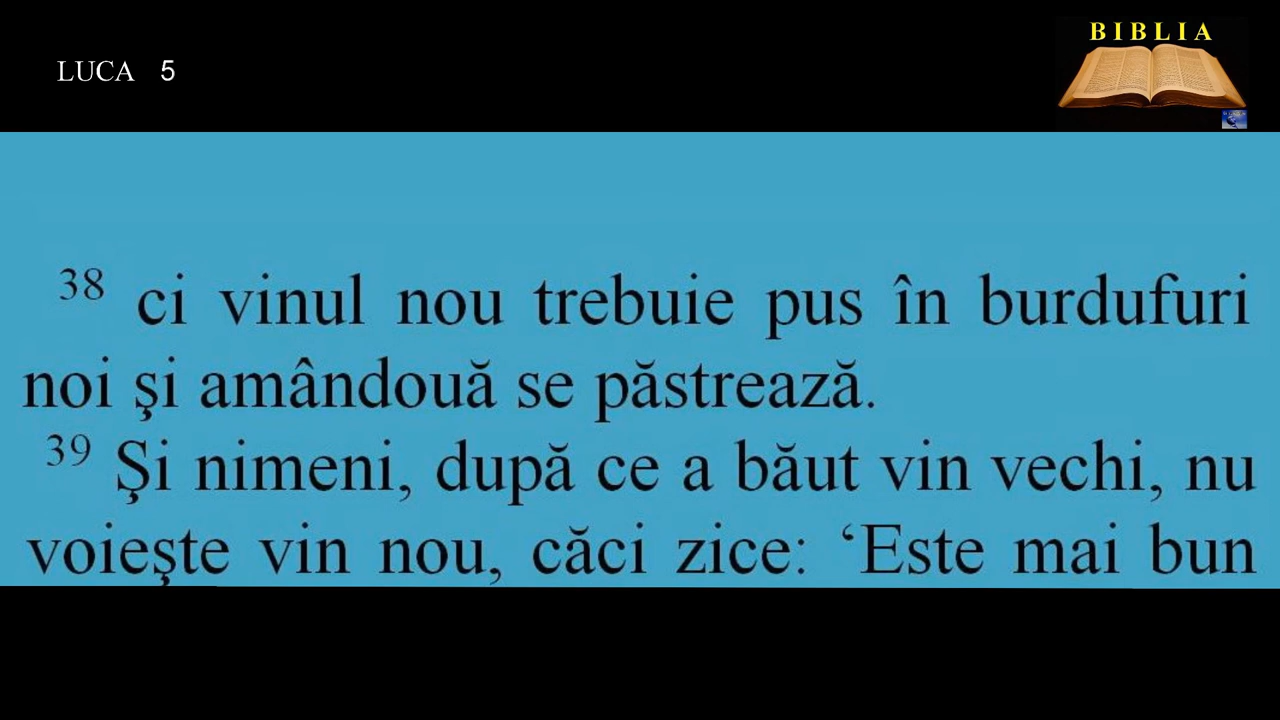 BIBLIA
LUCA 5
38 ci vinul nou trebuie pus în burdufuri
noi şi amândouă se păstrează.
39 Şi nimeni, după ce a băut vin vechi, nu
voieşte vin nou, căci zice: ‘Este mai bun